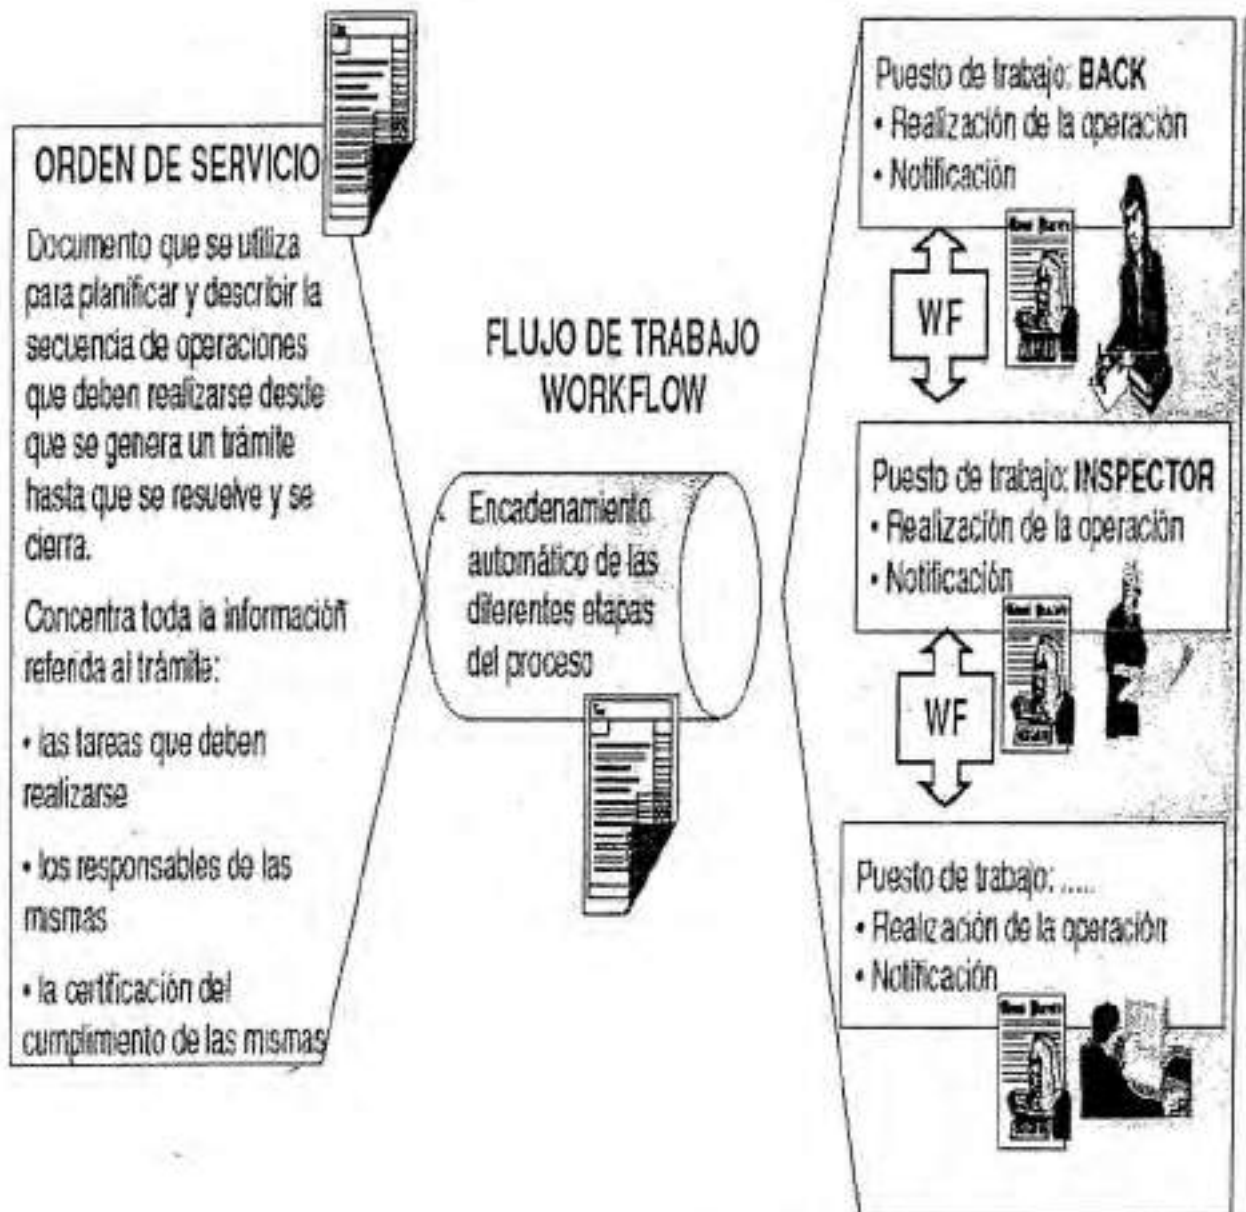 ORDEN DE SERVICIO
Documento que se utiliza
para planificar y describir la
secuencia de operaciones
que deben realizarse desde
que se genera un trámite
hasta que se resuelve y se
cierra.
Concentra toda la información
referida al trámite:
• las tareas que deben
realizarse
• los responsables de las
mismas
• la certificación del
cumplimiento de las mismas
FLUJO DE TRABAJO
WORKFLOW
Encadenamiento
automático de las
diferentes etapas
del proceso
Puesto de trabajo: BACK
• Realización de la operación
• Notificación
WF
Puesto de trabajo: INSPECTOR
• Realización de la operación
• Notificación
WF
Puesto de trabajo: .....
• Realización de la operación
• Notificación